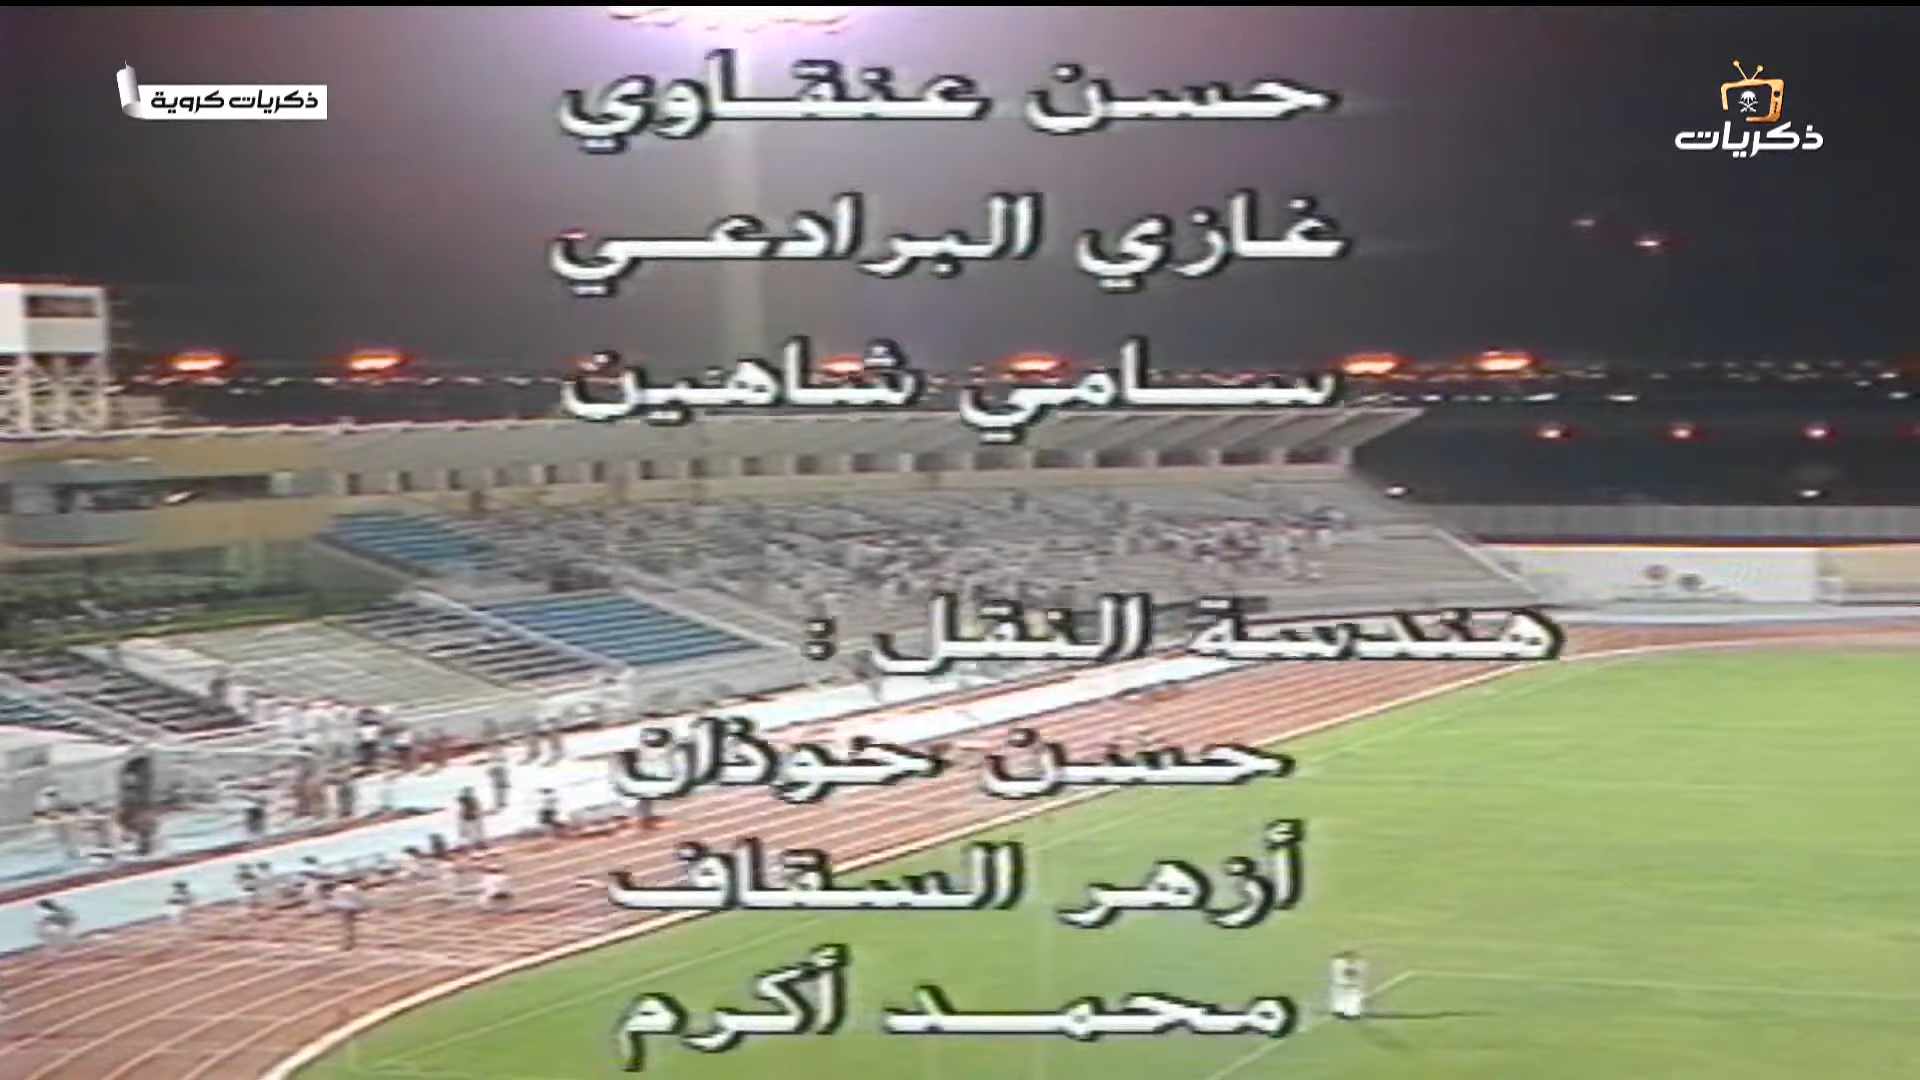 ذكريات كروية
ذكريات
حسن عنقاوي
غازي البرادعي
سامي شاهين
هندسة النقل :
حسن خوذان
أزهر السقاف
محمد أكرم